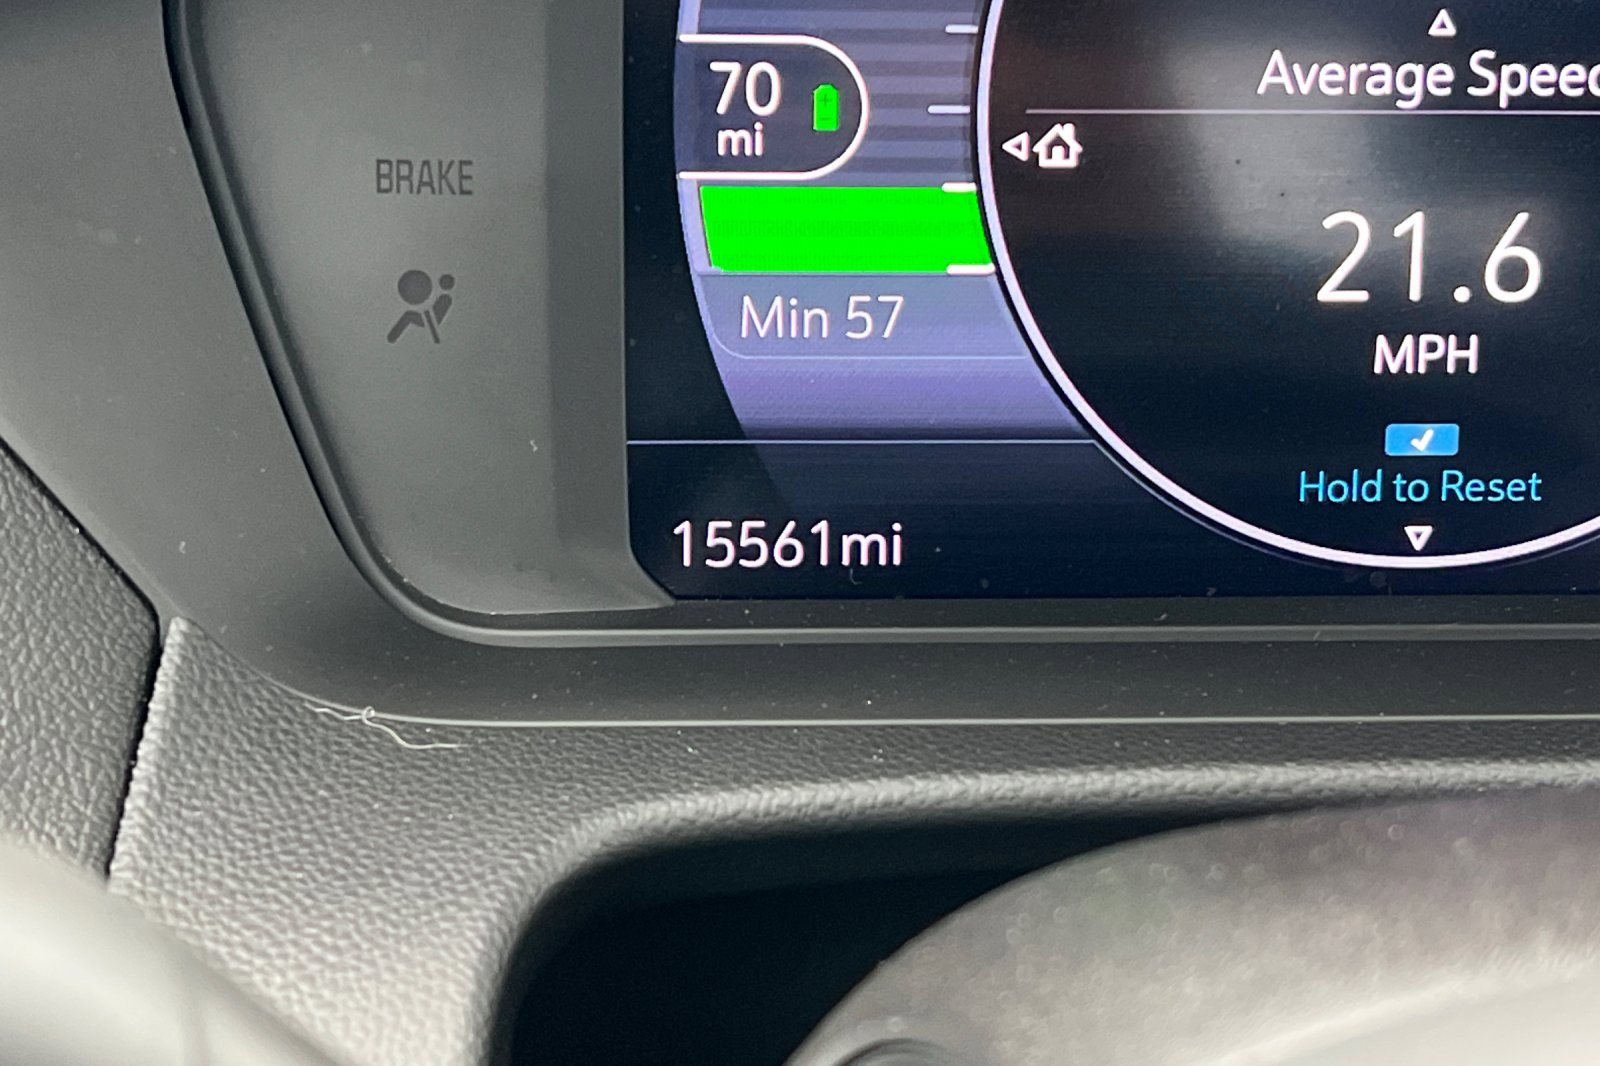 70
mi
BRAKE
Min 57
15561mi
Average Speed
21.6
MPH
Hold to Reset